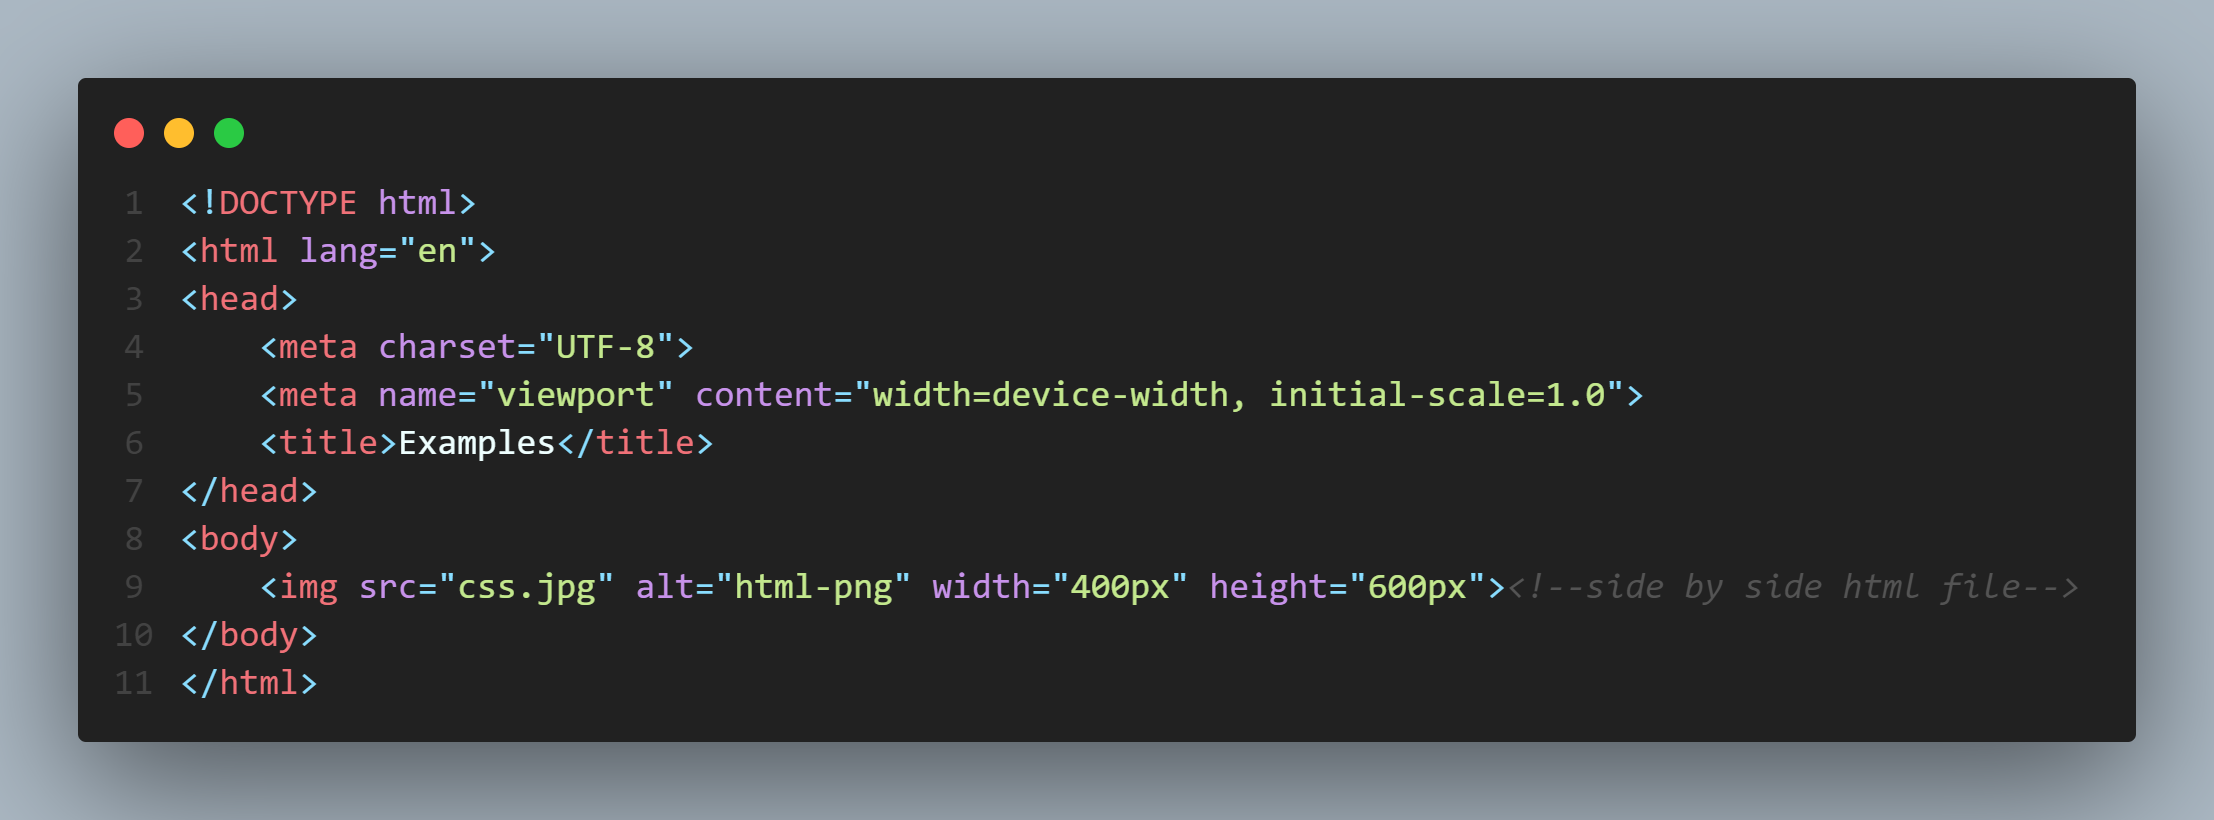 1 <!DOCTYPE html>
2 <html lang="en">
3 <head>
4     <meta charset="UTF-8">
5     <meta name="viewport" content="width=device-width, initial-scale=1.0">
6     <title>Examples</title>
7 </head>
8 <body>
9     <img src="css.jpg" alt="html-png" width="400px" height="600px"><!--side by side html file-->
10 </body>
11 </html>